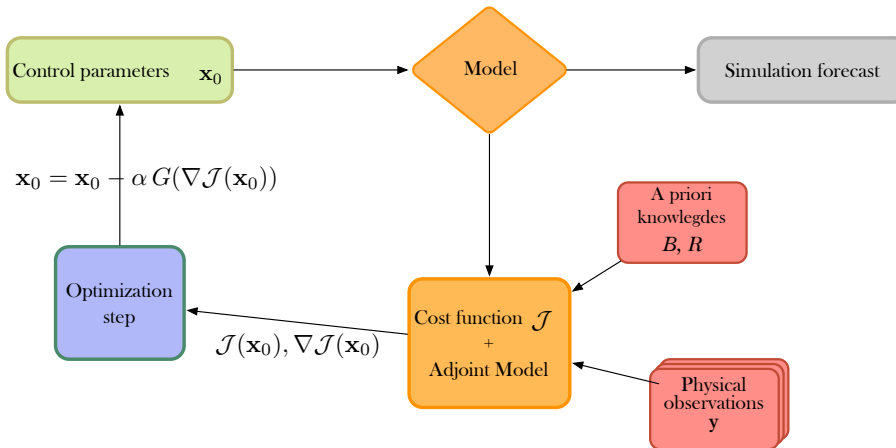 Control parameters x₀
Model
Simulation forecast
x₀ = x₀ − α G(∇𝒥(x₀))
A priori
knowlegdes
B, R
Optimization
step
Cost function 𝒥
+
Adjoint Model
𝒥(x₀), ∇𝒥(x₀)
Physical
observations
y